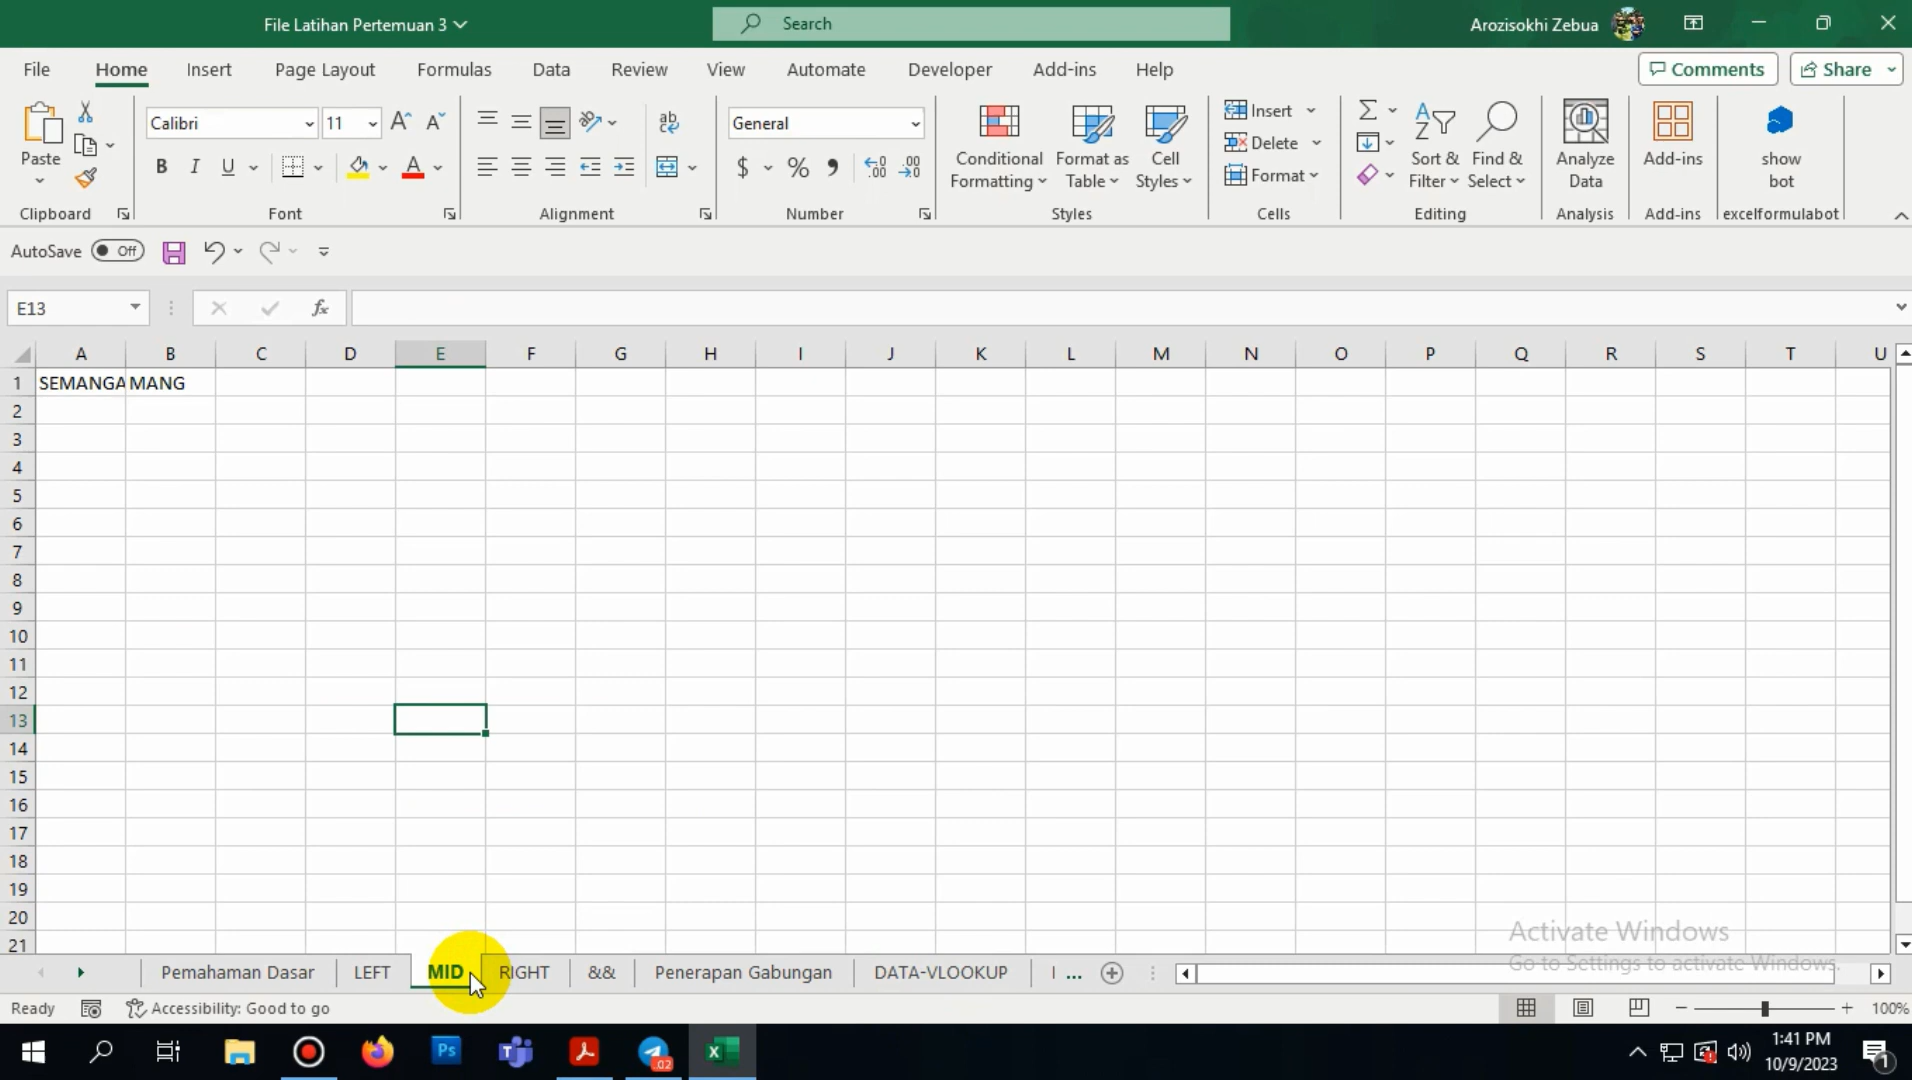 File Latihan Pertemuan 3
Search
Arozisokhi Zebua
File Home Insert Page Layout Formulas Data Review View Automate Developer Add-ins Help
Comments Share
Calibri 11
General
Insert
Delete
Format
Paste
B I U
A
$ % 9
Conditional Formatting
Format as Table
Cell Styles
Sort & Filter
Find & Select
Analyze Data
Add-ins
show bot
Clipboard Font Alignment Number Styles Cells Editing Analysis Add-ins excelformulabot
AutoSave Off
E13 fx
A B C D E F G H I J K L M N O P Q R S T U
1 SEMANGA MANG
2
3
4
5
6
7
8
9
10
11
12
13
14
15
16
17
18
19
20
21
Activate Windows
Go to Settings to activate Windows.
Pemahaman Dasar LEFT MID RIGHT && Penerapan Gabungan DATA-VLOOKUP I ...
Ready Accessibility: Good to go 100%
Ps .02
1:41 PM
10/9/2023
1